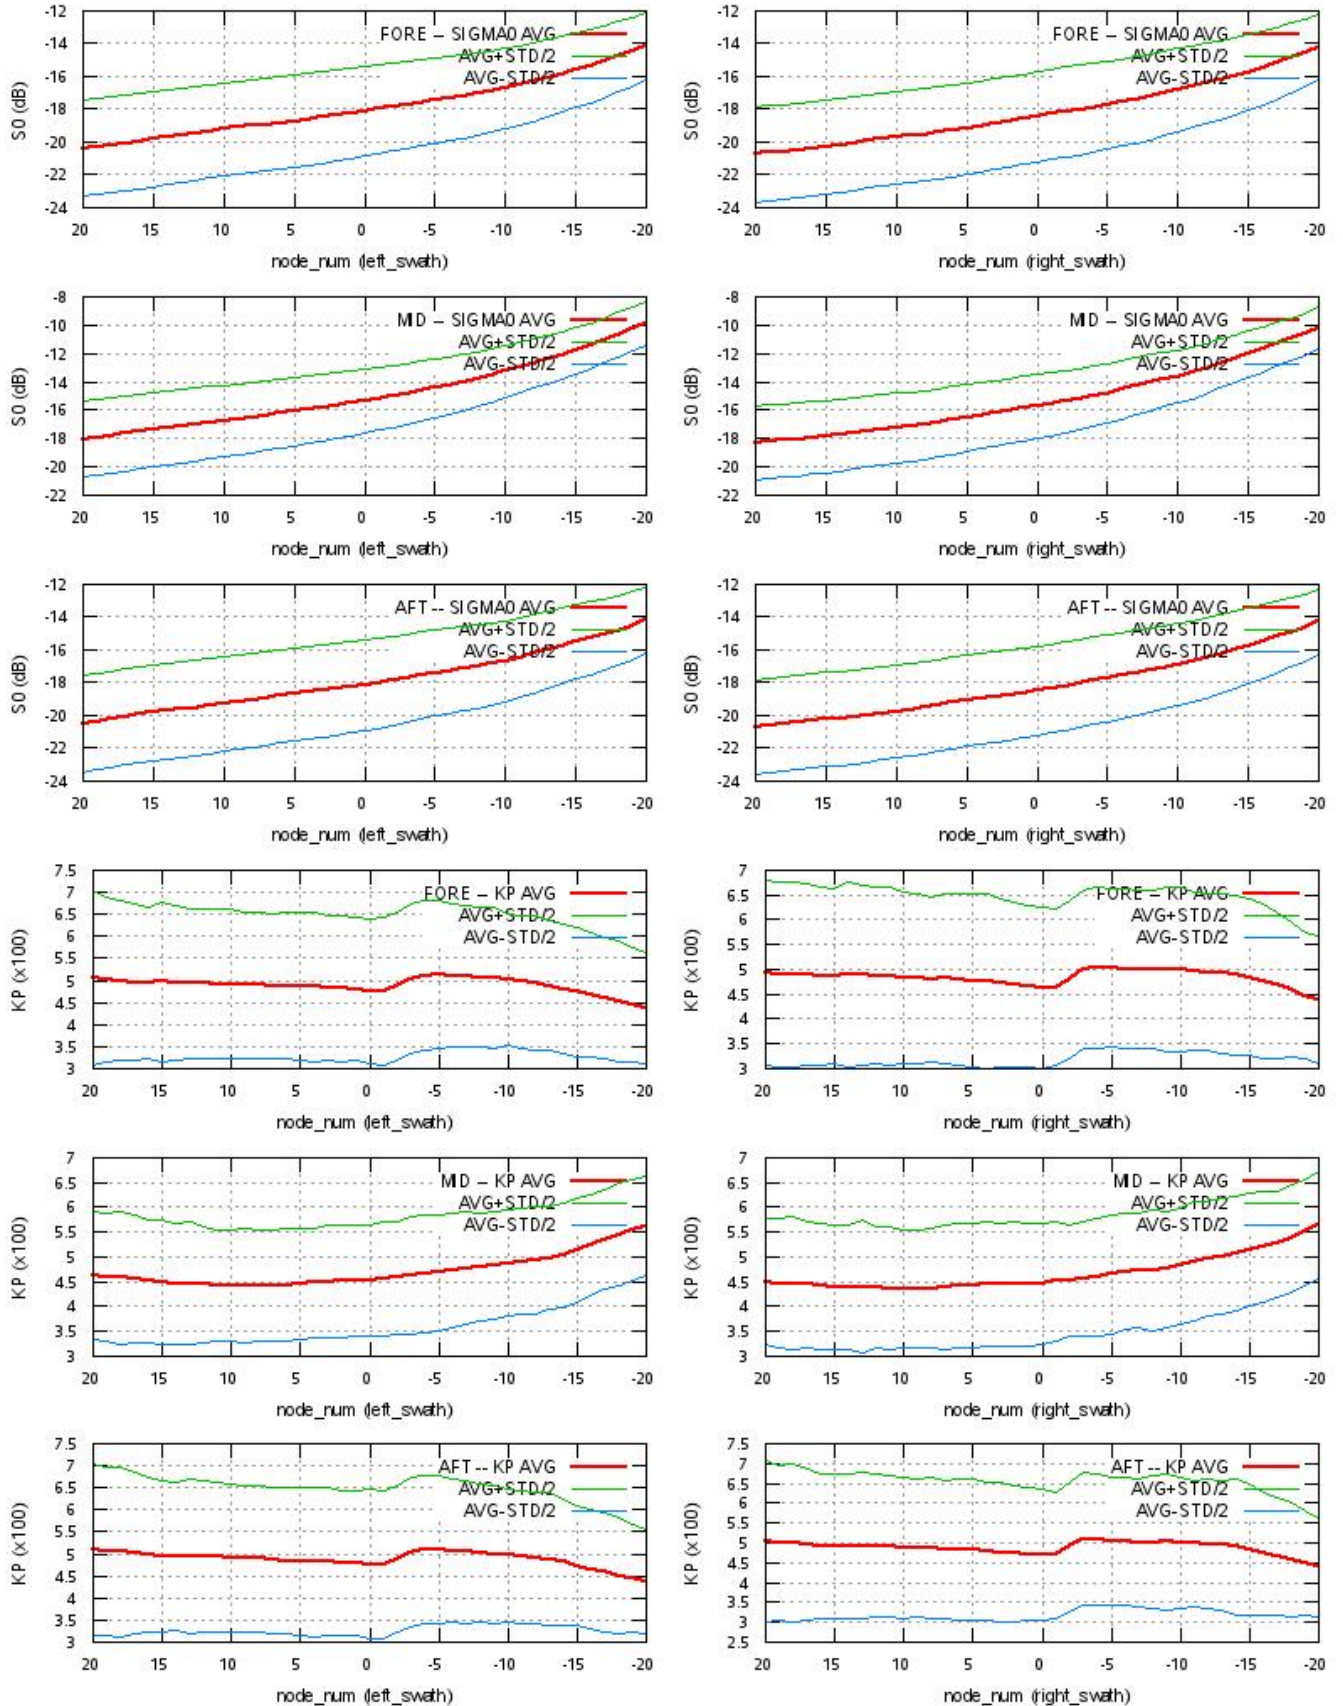 -12
FORE -- SIGMA0 AVG
-14
AVG+STD/2
-16
AVG-STD/2
-18
-20
-22
-24
S0 (dB)
20 15 10 5 0 -5 -10 -15 -20
node_num (left_swath)
-12
FORE -- SIGMA0 AVG
-14
AVG+STD/2
-16
AVG-STD/2
-18
-20
-22
-24
S0 (dB)
20 15 10 5 0 -5 -10 -15 -20
node_num (right_swath)
-8
MID -- SIGMA0 AVG
-10
AVG+STD/2
-12
AVG-STD/2
-14
-16
-18
-20
-22
S0 (dB)
20 15 10 5 0 -5 -10 -15 -20
node_num (left_swath)
-8
MID -- SIGMA0 AVG
-10
AVG+STD/2
-12
AVG-STD/2
-14
-16
-18
-20
-22
S0 (dB)
20 15 10 5 0 -5 -10 -15 -20
node_num (right_swath)
-12
AFT -- SIGMA0 AVG
-14
AVG+STD/2
-16
AVG-STD/2
-18
-20
-22
-24
S0 (dB)
20 15 10 5 0 -5 -10 -15 -20
node_num (left_swath)
-12
AFT -- SIGMA0 AVG
-14
AVG+STD/2
-16
AVG-STD/2
-18
-20
-22
-24
S0 (dB)
20 15 10 5 0 -5 -10 -15 -20
node_num (right_swath)
7.5
FORE -- KP AVG
7
AVG+STD/2
6.5
AVG-STD/2
6
5.5
5
4.5
4
3.5
3
KP (x100)
20 15 10 5 0 -5 -10 -15 -20
node_num (left_swath)
7
FORE -- KP AVG
6.5
AVG+STD/2
6
AVG-STD/2
5.5
5
4.5
4
3.5
3
KP (x100)
20 15 10 5 0 -5 -10 -15 -20
node_num (right_swath)
7
MID -- KP AVG
6.5
AVG+STD/2
6
AVG-STD/2
5.5
5
4.5
4
3.5
3
KP (x100)
20 15 10 5 0 -5 -10 -15 -20
node_num (left_swath)
7
MID -- KP AVG
6.5
AVG+STD/2
6
AVG-STD/2
5.5
5
4.5
4
3.5
3
KP (x100)
20 15 10 5 0 -5 -10 -15 -20
node_num (right_swath)
7.5
AFT -- KP AVG
7
AVG+STD/2
6.5
AVG-STD/2
6
5.5
5
4.5
4
3.5
3
KP (x100)
20 15 10 5 0 -5 -10 -15 -20
node_num (left_swath)
7.5
AFT -- KP AVG
7
AVG+STD/2
6.5
AVG-STD/2
6
5.5
5
4.5
4
3.5
3
2.5
KP (x100)
20 15 10 5 0 -5 -10 -15 -20
node_num (right_swath)